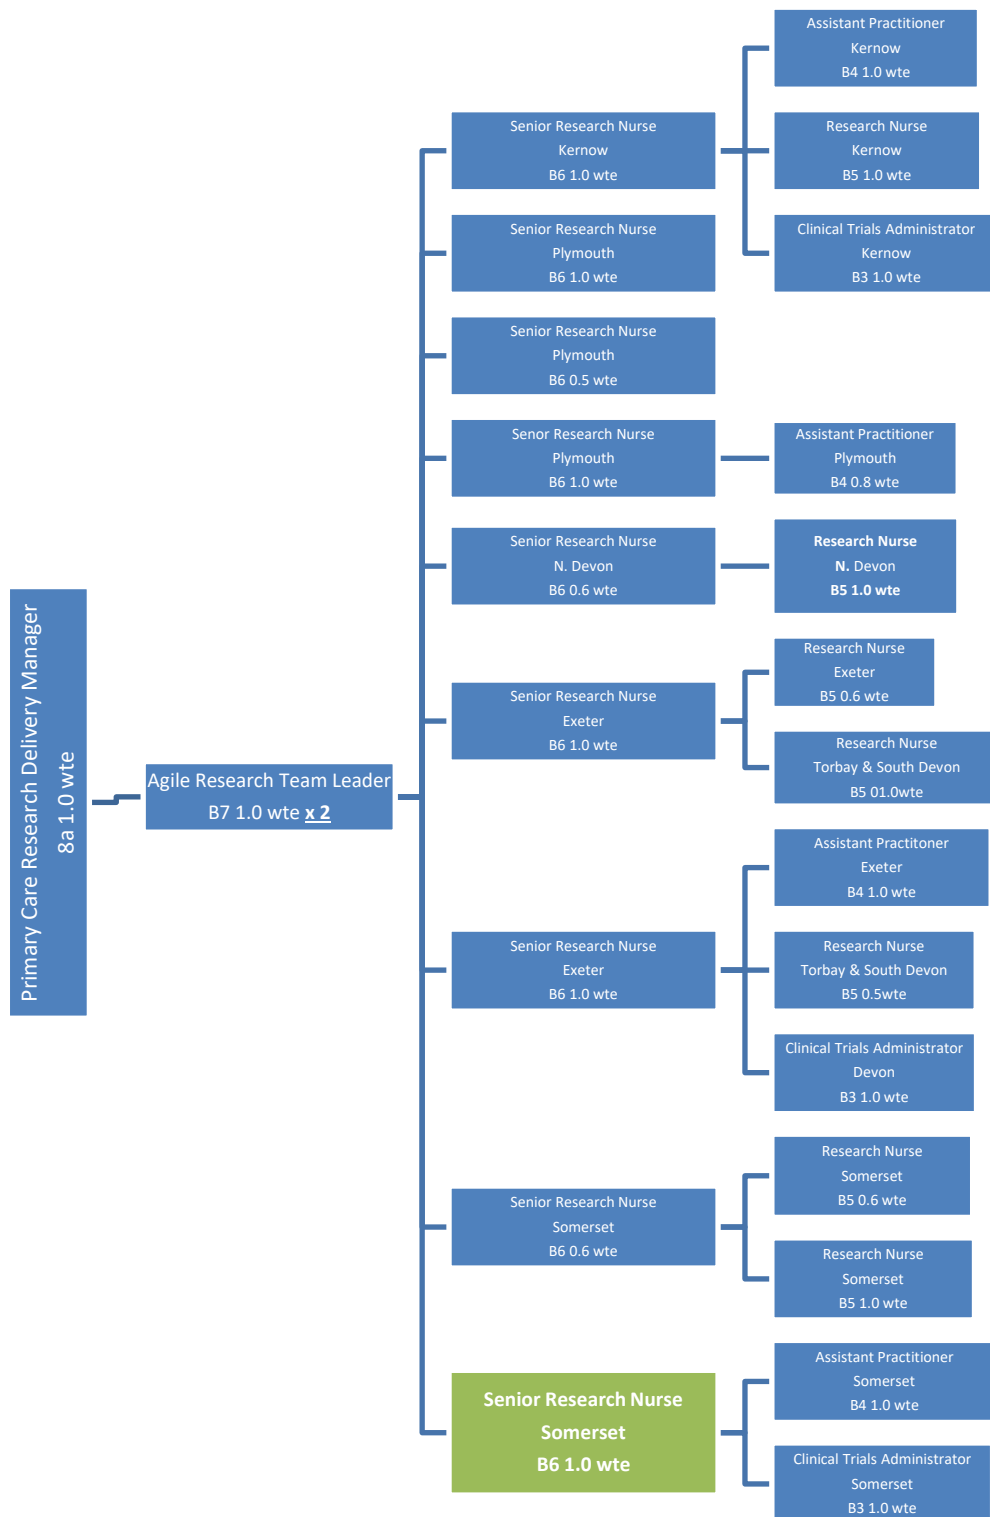 Primary Care Research Delivery Manager
8a 1.0 wte
Agile Research Team Leader
B7 1.0 wte x 2
Senior Research Nurse
Kernow
B6 1.0 wte
Assistant Practitioner
Kernow
B4 1.0 wte
Research Nurse
Kernow
B5 1.0 wte
Clinical Trials Administrator
Kernow
B3 1.0 wte
Senior Research Nurse
Plymouth
B6 1.0 wte
Senior Research Nurse
Plymouth
B6 0.5 wte
Senor Research Nurse
Plymouth
B6 1.0 wte
Assistant Practitioner
Plymouth
B4 0.8 wte
Senior Research Nurse
N. Devon
B6 0.6 wte
Research Nurse
N. Devon
B5 1.0 wte
Senior Research Nurse
Exeter
B6 1.0 wte
Research Nurse
Exeter
B5 0.6 wte
Research Nurse
Torbay & South Devon
B5 01.0wte
Senior Research Nurse
Exeter
B6 1.0 wte
Assistant Practitoner
Exeter
B4 1.0 wte
Research Nurse
Torbay & South Devon
B5 0.5wte
Clinical Trials Administrator
Devon
B3 1.0 wte
Senior Research Nurse
Somerset
B6 0.6 wte
Research Nurse
Somerset
B5 0.6 wte
Research Nurse
Somerset
B5 1.0 wte
Senior Research Nurse
Somerset
B6 1.0 wte
Assistant Practitioner
Somerset
B4 1.0 wte
Clinical Trials Administrator
Somerset
B3 1.0 wte